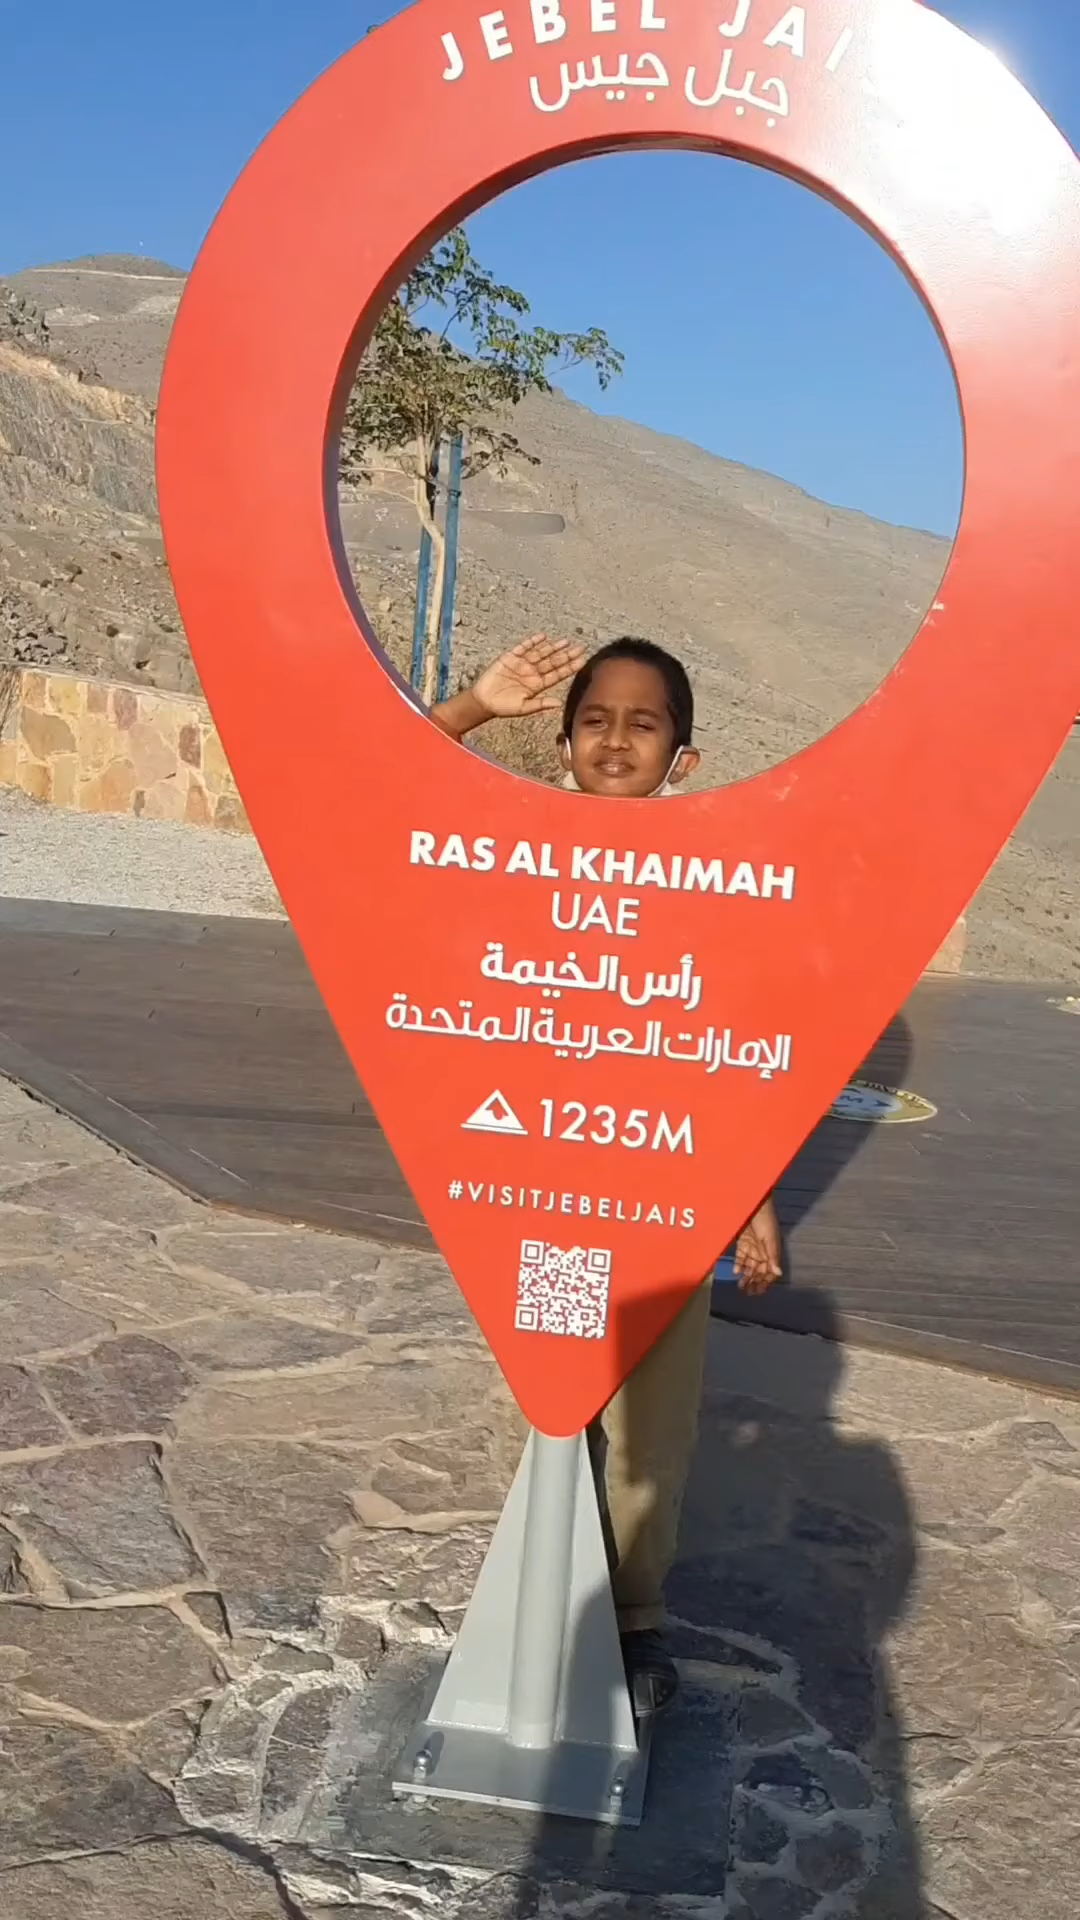 JEBEL JAI
جبل جيس
RAS AL KHAIMAH
UAE
رأس الخيمة
الإمارات العربية المتحدة
1235M
#VISITJEBELJAIS